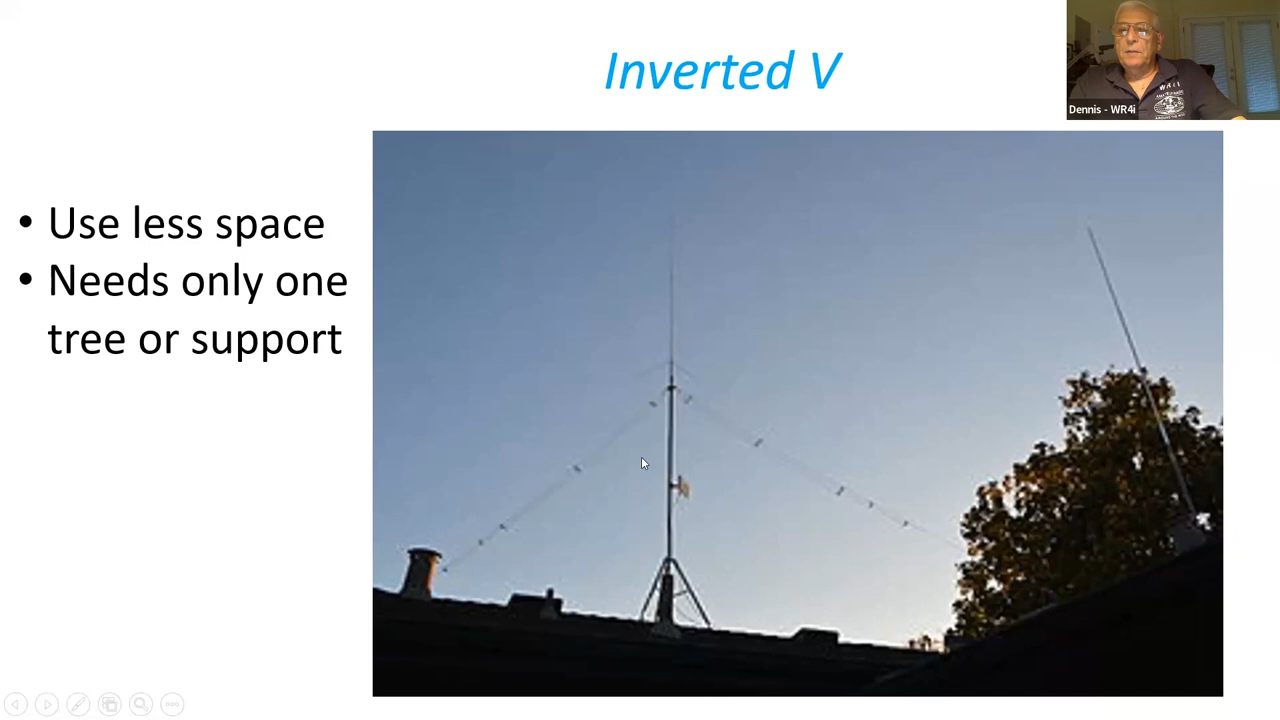 Inverted V
Dennis - WR4i
• Use less space
• Needs only one
tree or support